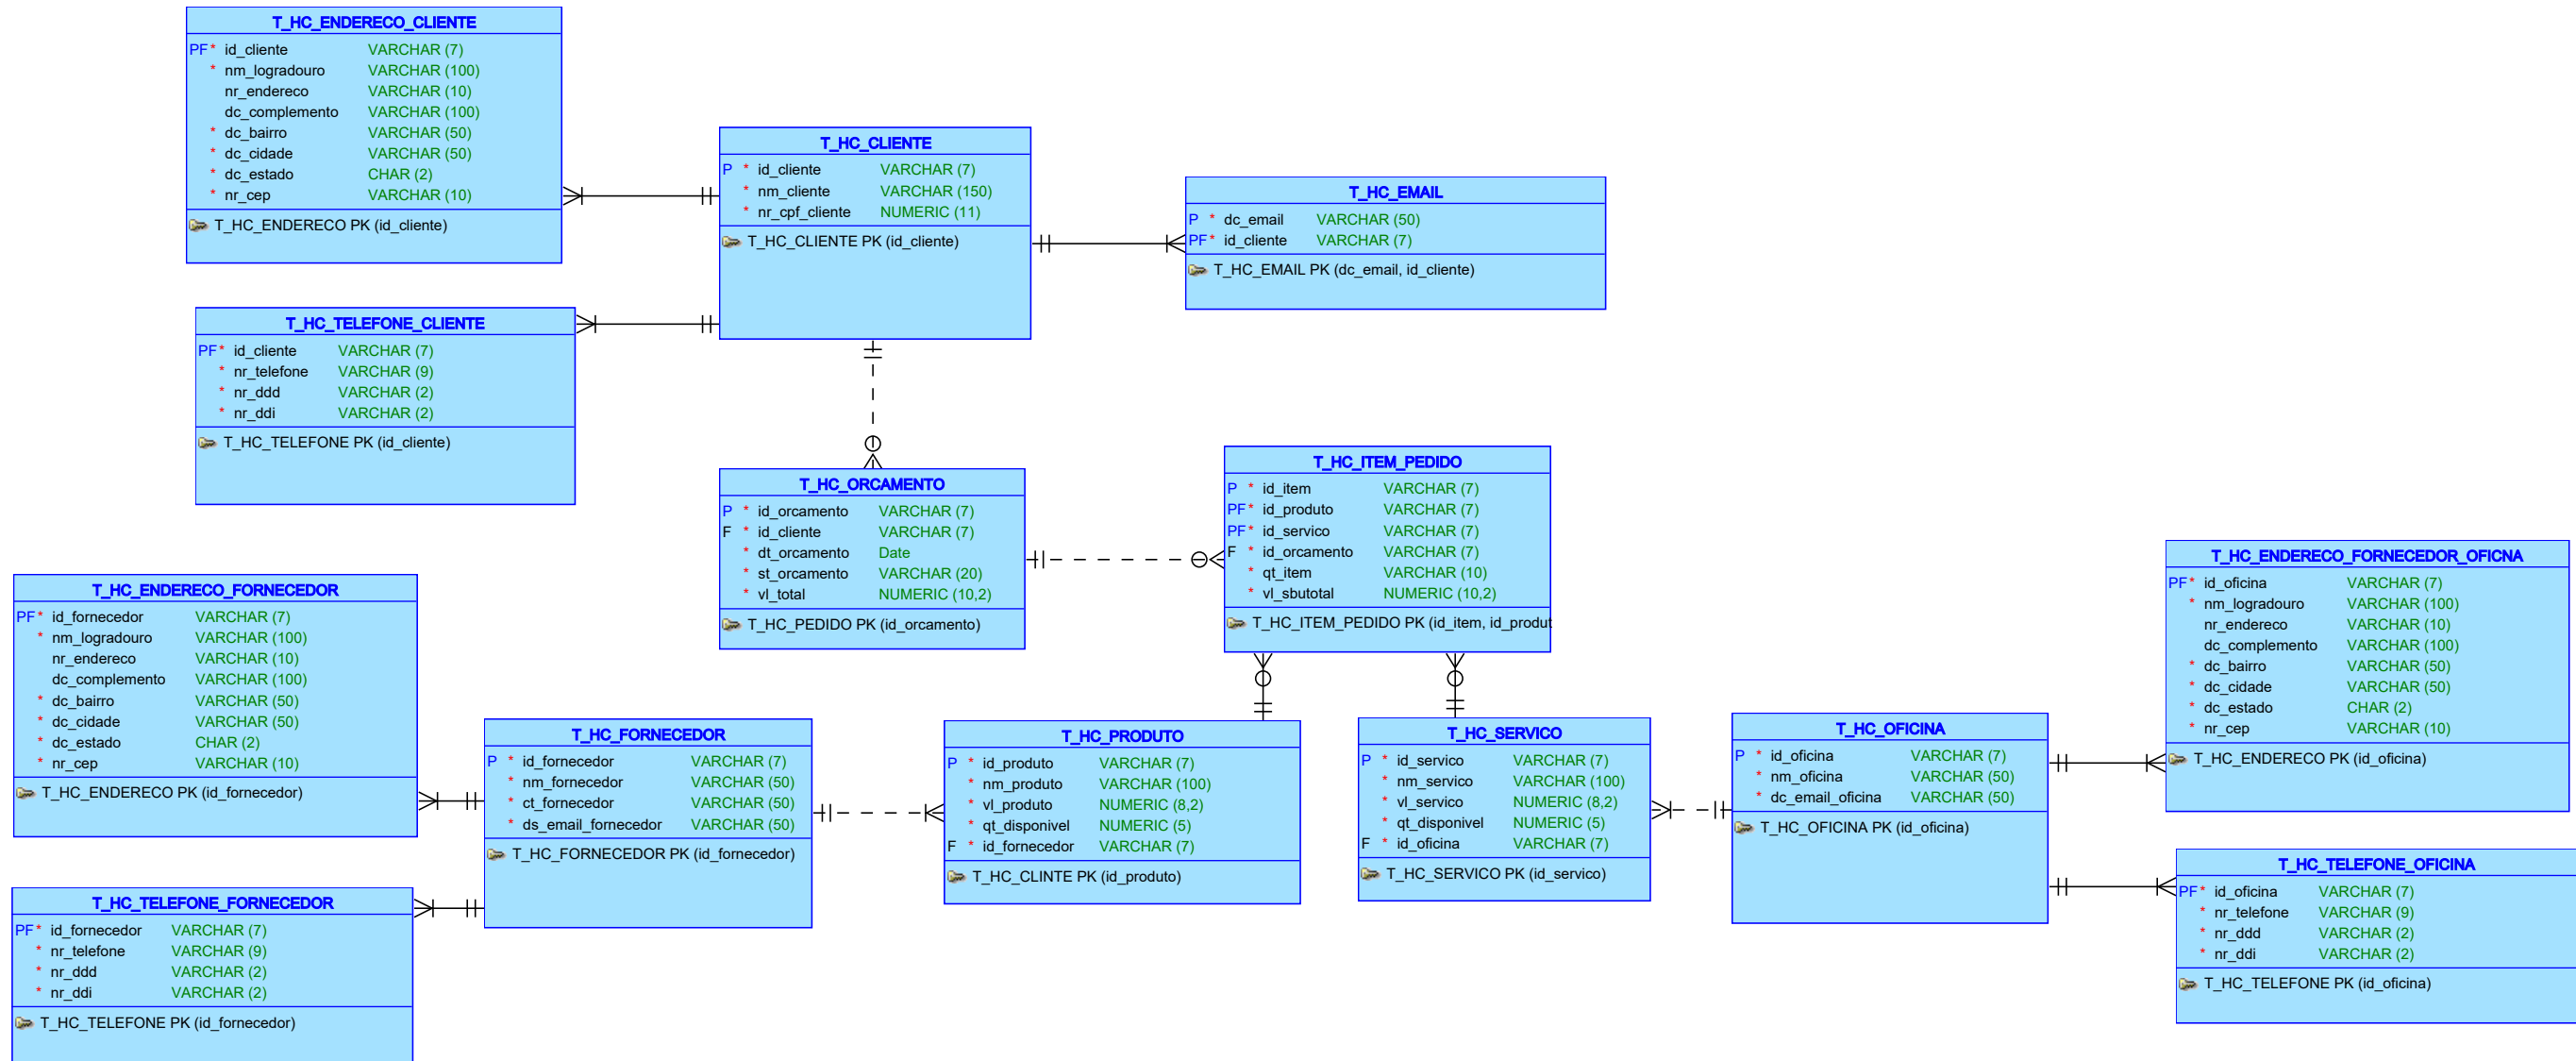 T_HC_ENDERECO_CLIENTE
PF* id_cliente VARCHAR (7)
* nm_logradouro VARCHAR (100)
nr_endereco VARCHAR (10)
dc_complemento VARCHAR (100)
* dc_bairro VARCHAR (50)
* dc_cidade VARCHAR (50)
* dc_estado CHAR (2)
* nr_cep VARCHAR (10)
T_HC_ENDERECO PK (id_cliente)
T_HC_CLIENTE
P * id_cliente VARCHAR (7)
* nm_cliente VARCHAR (150)
* nr_cpf_cliente NUMERIC (11)
T_HC_CLIENTE PK (id_cliente)
T_HC_EMAIL
P * dc_email VARCHAR (50)
PF* id_cliente VARCHAR (7)
T_HC_EMAIL PK (dc_email, id_cliente)
T_HC_TELEFONE_CLIENTE
PF* id_cliente VARCHAR (7)
* nr_telefone VARCHAR (9)
* nr_ddd VARCHAR (2)
* nr_ddi VARCHAR (2)
T_HC_TELEFONE PK (id_cliente)
T_HC_ORCAMENTO
P * id_orcamento VARCHAR (7)
F * id_cliente VARCHAR (7)
* dt_orcamento Date
* st_orcamento VARCHAR (20)
* vl_total NUMERIC (10,2)
T_HC_PEDIDO PK (id_orcamento)
T_HC_ITEM_PEDIDO
P * id_item VARCHAR (7)
PF* id_produto VARCHAR (7)
PF* id_servico VARCHAR (7)
F * id_orcamento VARCHAR (7)
* qt_item VARCHAR (10)
* vl_sbutotal NUMERIC (10,2)
T_HC_ITEM_PEDIDO PK (id_item, id_produt
T_HC_ENDERECO_FORNECEDOR_OFICNA
PF* id_oficina VARCHAR (7)
* nm_logradouro VARCHAR (100)
nr_endereco VARCHAR (10)
dc_complemento VARCHAR (100)
* dc_bairro VARCHAR (50)
* dc_cidade VARCHAR (50)
* dc_estado CHAR (2)
* nr_cep VARCHAR (10)
T_HC_ENDERECO PK (id_oficina)
T_HC_ENDERECO_FORNECEDOR
PF* id_fornecedor VARCHAR (7)
* nm_logradouro VARCHAR (100)
nr_endereco VARCHAR (10)
dc_complemento VARCHAR (100)
* dc_bairro VARCHAR (50)
* dc_cidade VARCHAR (50)
* dc_estado CHAR (2)
* nr_cep VARCHAR (10)
T_HC_ENDERECO PK (id_fornecedor)
T_HC_FORNECEDOR
P * id_fornecedor VARCHAR (7)
* nm_fornecedor VARCHAR (50)
* ct_fornecedor VARCHAR (50)
* ds_email_fornecedor VARCHAR (50)
T_HC_FORNECEDOR PK (id_fornecedor)
T_HC_PRODUTO
P * id_produto VARCHAR (7)
* nm_produto VARCHAR (100)
* vl_produto NUMERIC (8,2)
* qt_disponivel NUMERIC (5)
F * id_fornecedor VARCHAR (7)
T_HC_CLINTE PK (id_produto)
T_HC_SERVICO
P * id_servico VARCHAR (7)
* nm_servico VARCHAR (100)
* vl_servico NUMERIC (8,2)
* qt_disponivel NUMERIC (5)
F * id_oficina VARCHAR (7)
T_HC_SERVICO PK (id_servico)
T_HC_OFICINA
P * id_oficina VARCHAR (7)
* nm_oficina VARCHAR (50)
* dc_email_oficina VARCHAR (50)
T_HC_OFICINA PK (id_oficina)
T_HC_TELEFONE_OFICINA
PF* id_oficina VARCHAR (7)
* nr_telefone VARCHAR (9)
* nr_ddd VARCHAR (2)
* nr_ddi VARCHAR (2)
T_HC_TELEFONE PK (id_oficina)
T_HC_TELEFONE_FORNECEDOR
PF* id_fornecedor VARCHAR (7)
* nr_telefone VARCHAR (9)
* nr_ddd VARCHAR (2)
* nr_ddi VARCHAR (2)
T_HC_TELEFONE PK (id_fornecedor)